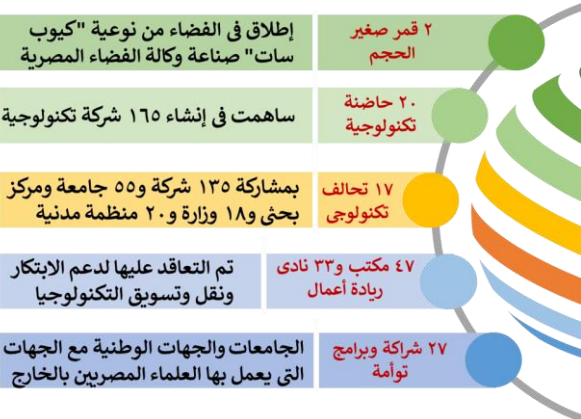 ٢ قمر صغير
الحجم
إطلاق فى الفضاء من نوعية "كيوب
سات" صناعة وكالة الفضاء المصرية
٢٠ حاضنة
تكنولوجية
ساهمت فى إنشاء ١٦٥ شركة تكنولوجية
١٧ تحالف
تكنولوجى
بمشاركة ١٣٥ شركة و٥٥ جامعة ومركز
بحثى و١٨ وزارة و٢٠ منظمة مدنية
٤٧ مكتب و٣٣ نادى
ريادة أعمال
تم التعاقد عليها لدعم الابتكار
ونقل وتسويق التكنولوجيا
٢٧ شراكة وبرامج
توأمة
الجامعات والجهات الوطنية مع الجهات
التى يعمل بها العلماء المصريين بالخارج